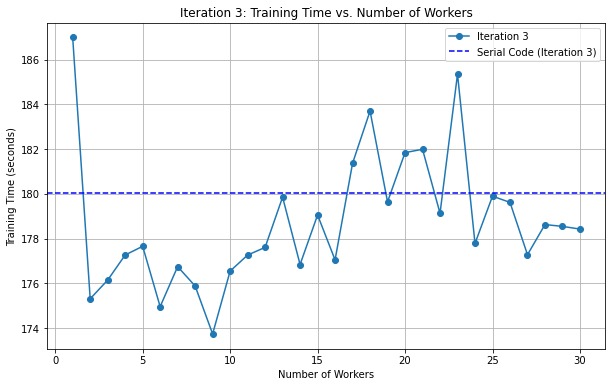 Iteration 3: Training Time vs. Number of Workers
Iteration 3
Serial Code (Iteration 3)
Training Time (seconds)
186
184
182
180
178
176
174
0 5 10 15 20 25 30
Number of Workers